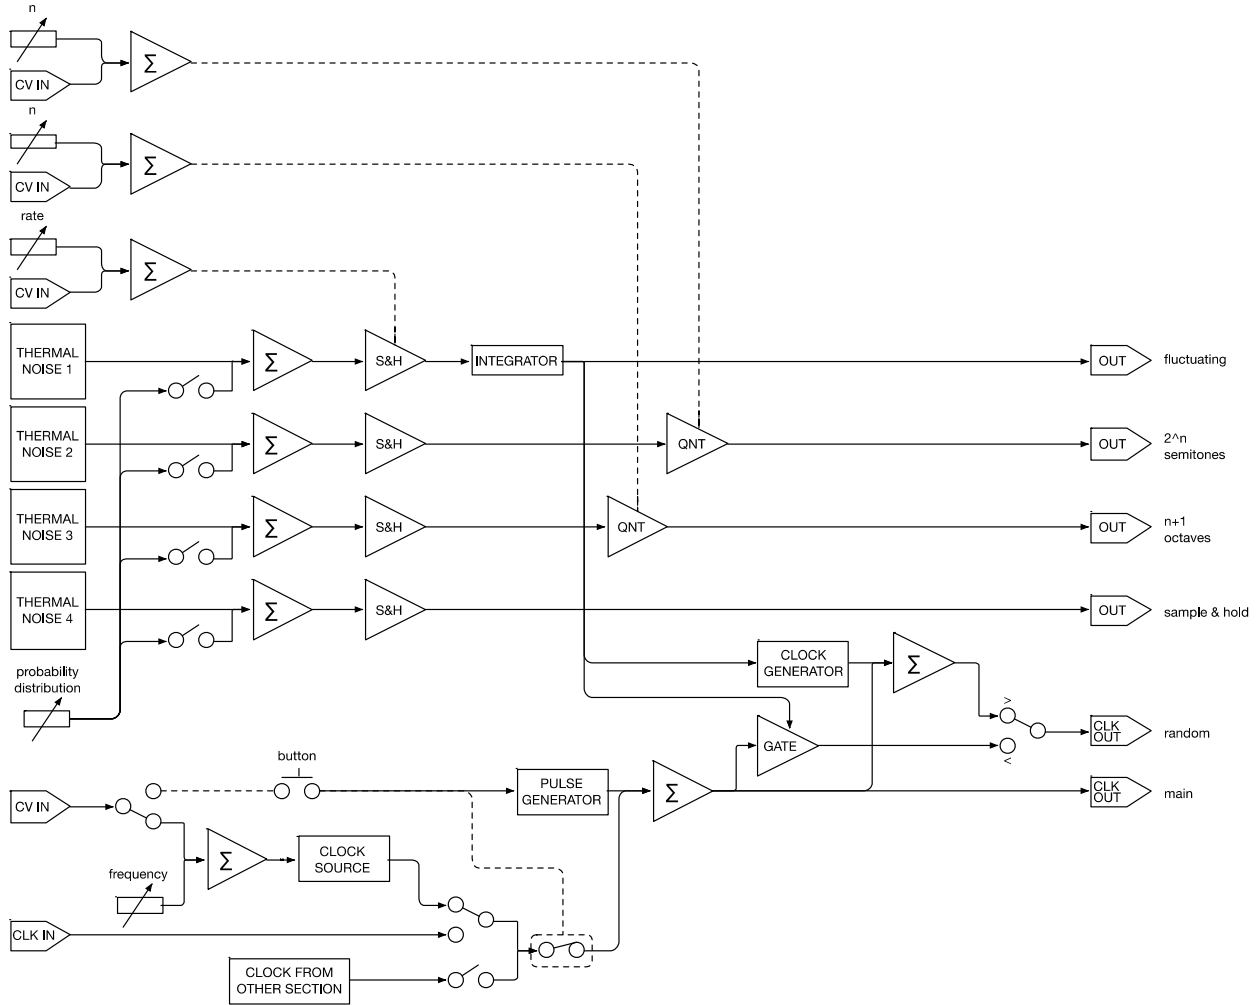 n
CV IN
Σ
n
CV IN
Σ
rate
CV IN
Σ
THERMAL
NOISE 1
Σ
S&H
INTEGRATOR
OUT
fluctuating
THERMAL
NOISE 2
Σ
S&H
QNT
OUT
2^n
semitones
THERMAL
NOISE 3
Σ
S&H
QNT
OUT
n+1
octaves
THERMAL
NOISE 4
Σ
S&H
OUT
sample & hold
probability
distribution
CLOCK
GENERATOR
Σ
>
<
CLK
OUT
random
GATE
button
CV IN
PULSE
GENERATOR
Σ
CLK
OUT
main
frequency
Σ
CLOCK
SOURCE
CLK IN
CLOCK FROM
OTHER SECTION